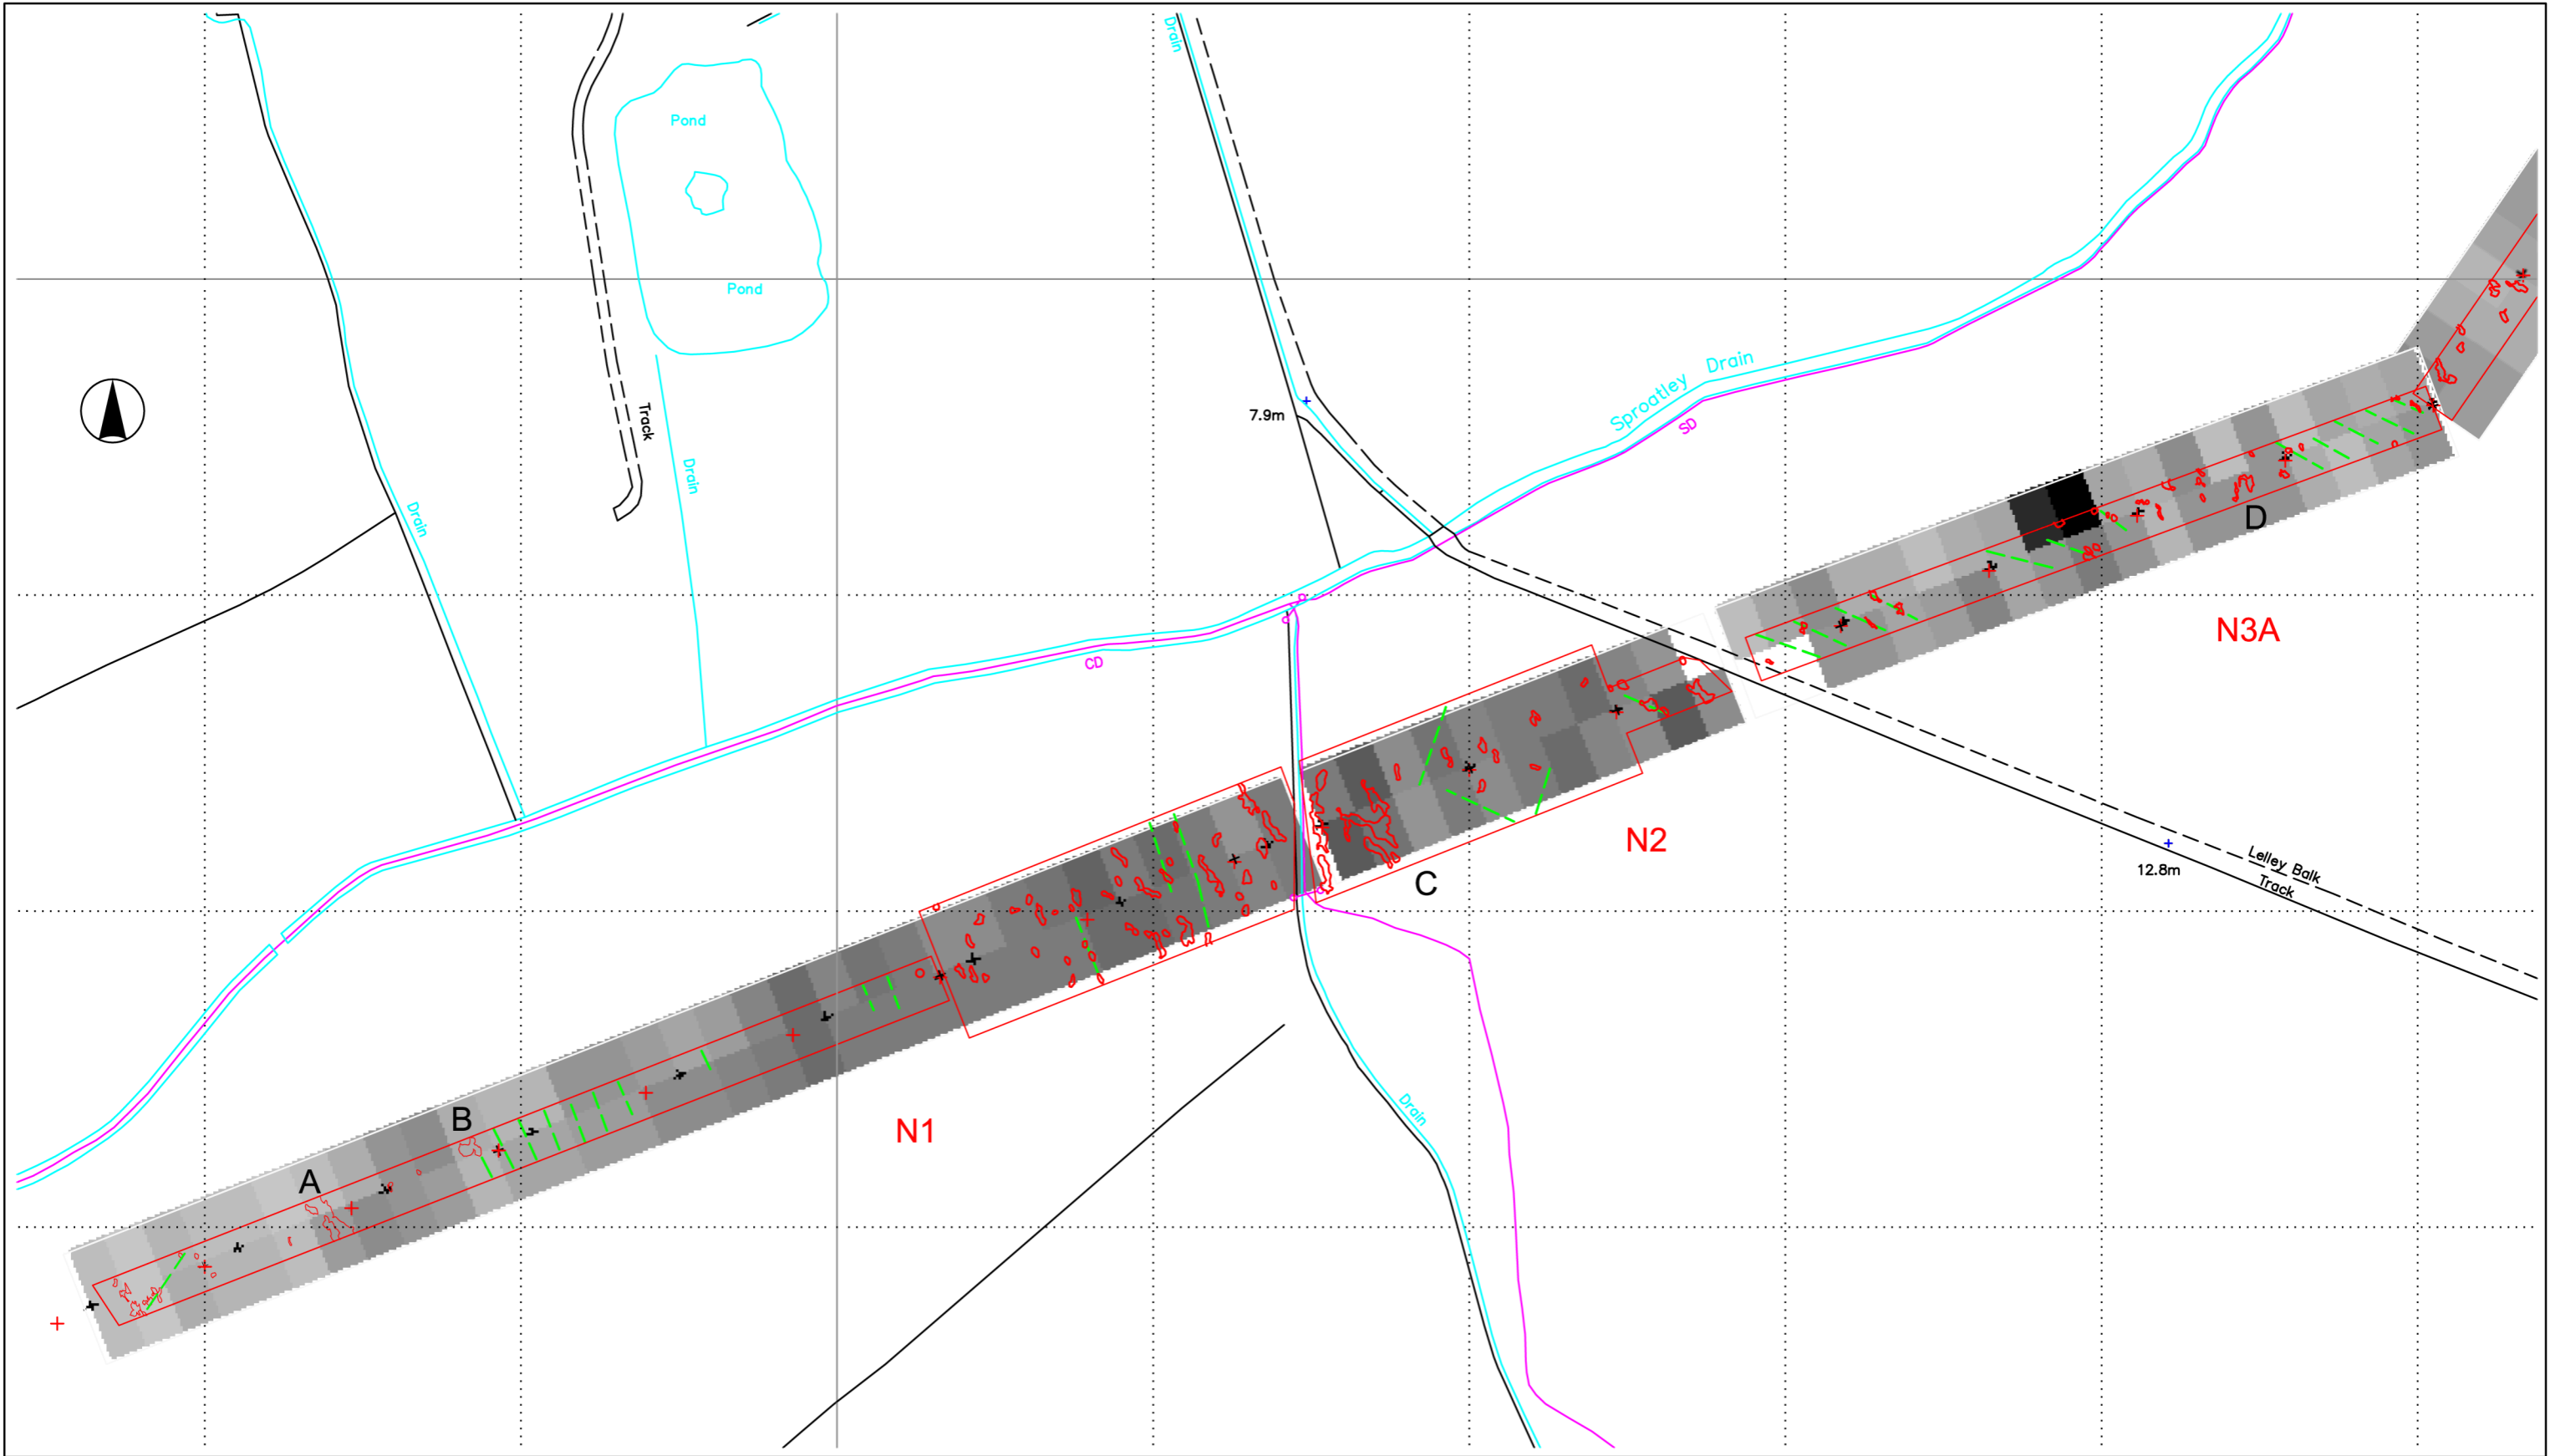 Drain
Pond
Pond
Sproatley Drain
7.9m
Track
SD
Drain
Drain
D
N3A
CD
N2
Lelley Balk
Track
12.8m
C
Drain
B
N1
A